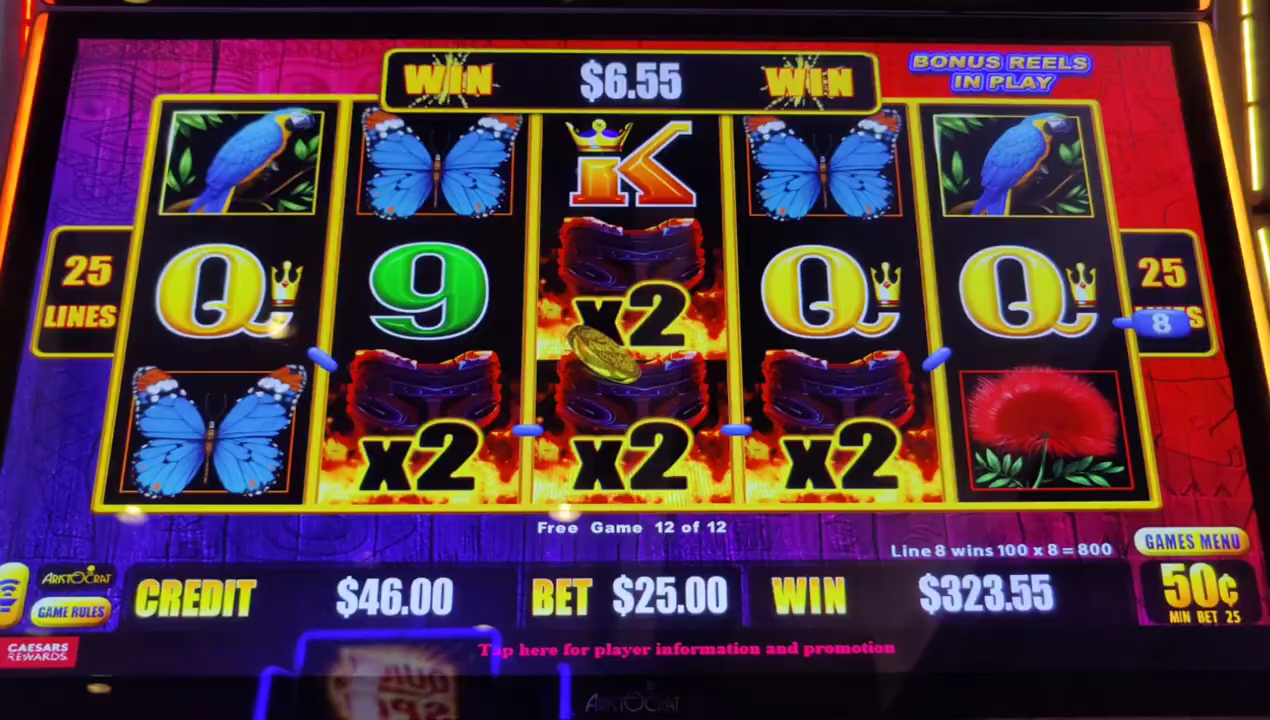 WIN $6.55 WIN
BONUS REELS
IN PLAY
K
25
LINES
Q 9 x2 Q Q
25
8
x2 x2 x2
Free Game 12 of 12
Line 8 wins 100 x 8 = 800
GAMES MENU
ARISTOCRAT
GAME RULES
CREDIT $46.00 BET $25.00 WIN $323.55
50¢
MIN BET 25
CAESARS
REWARDS
Tap here for player information and promotion
ARISTOCRAT